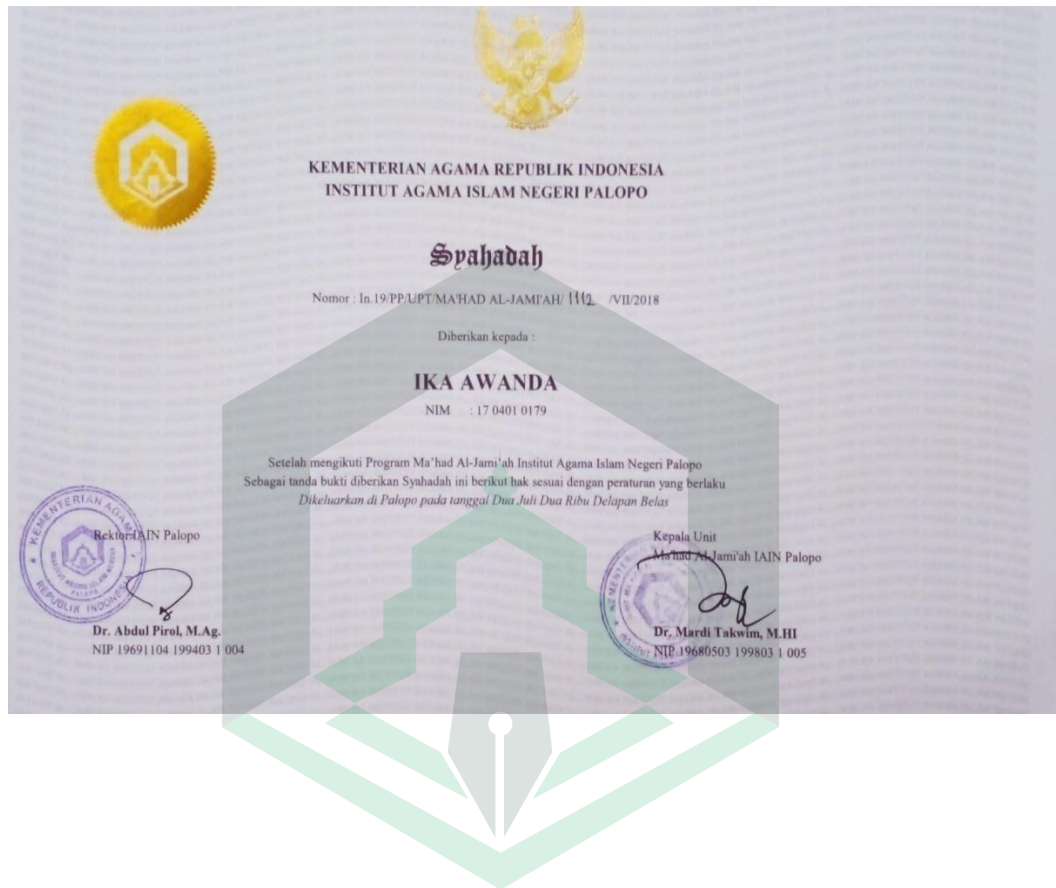 KEMENTERIAN AGAMA REPUBLIK INDONESIA
INSTITUT AGAMA ISLAM NEGERI PALOPO
Syahadah
Nomor : In.19/PP/UPT/MA'HAD AL-JAMI'AH/ 1112 /VII/2018
Diberikan kepada :
IKA AWANDA
NIM : 17 0401 0179
Setelah mengikuti Program Ma'had Al-Jami'ah Institut Agama Islam Negeri Palopo
Sebagai tanda bukti diberikan Syahadah ini berikut hak sesuai dengan peraturan yang berlaku
Dikeluarkan di Palopo pada tanggal Dua Juli Dua Ribu Delapan Belas
Rektor IAIN Palopo
KEMENTERIAN AGAMA
REPUBLIK INDONESIA
Dr. Abdul Pirol, M.Ag.
NIP 19691104 199403 1 004
Kepala Unit
Ma'had Al-Jami'ah IAIN Palopo
Dr. Mardi Takwim, M.HI
NIP 19680503 199803 1 005